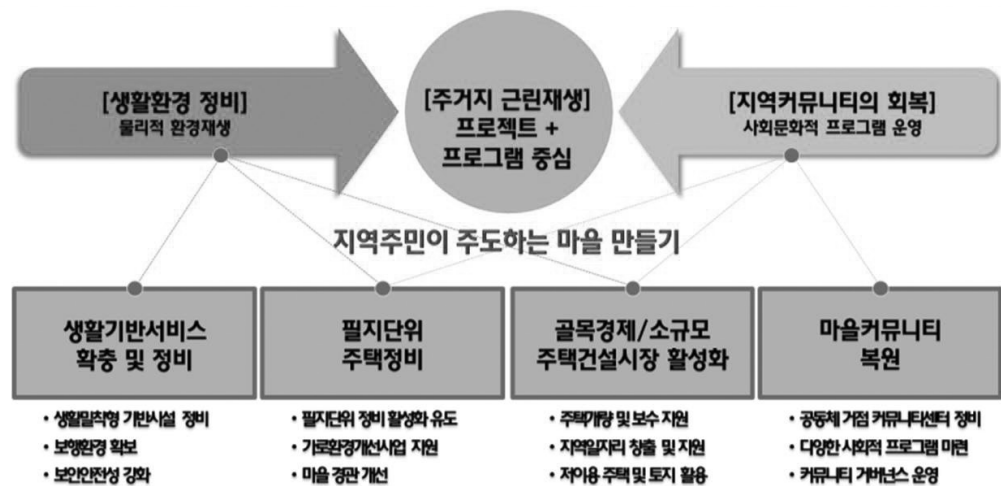 [생활환경 정비]
물리적 환경재생
[주거지 근린재생]
프로젝트 +
프로그램 중심
[지역커뮤니티의 회복]
사회문화적 프로그램 운영
지역주민이 주도하는 마을 만들기
생활기반서비스
확충 및 정비
• 생활밀착형 기반시설 정비
• 보행환경 확보
• 보안안전성 강화
필지단위
주택정비
• 필지단위 정비 활성화 유도
• 가로환경개선사업 지원
• 마을 경관 개선
골목경제/소규모
주택건설시장 활성화
• 주택개량 및 보수 지원
• 지역일자리 창출 및 지원
• 저이용 주택 및 토지 활용
마을커뮤니티
복원
• 공동체 거점 커뮤니티센터 정비
• 다양한 사회적 프로그램 마련
• 커뮤니티 거버넌스 운영